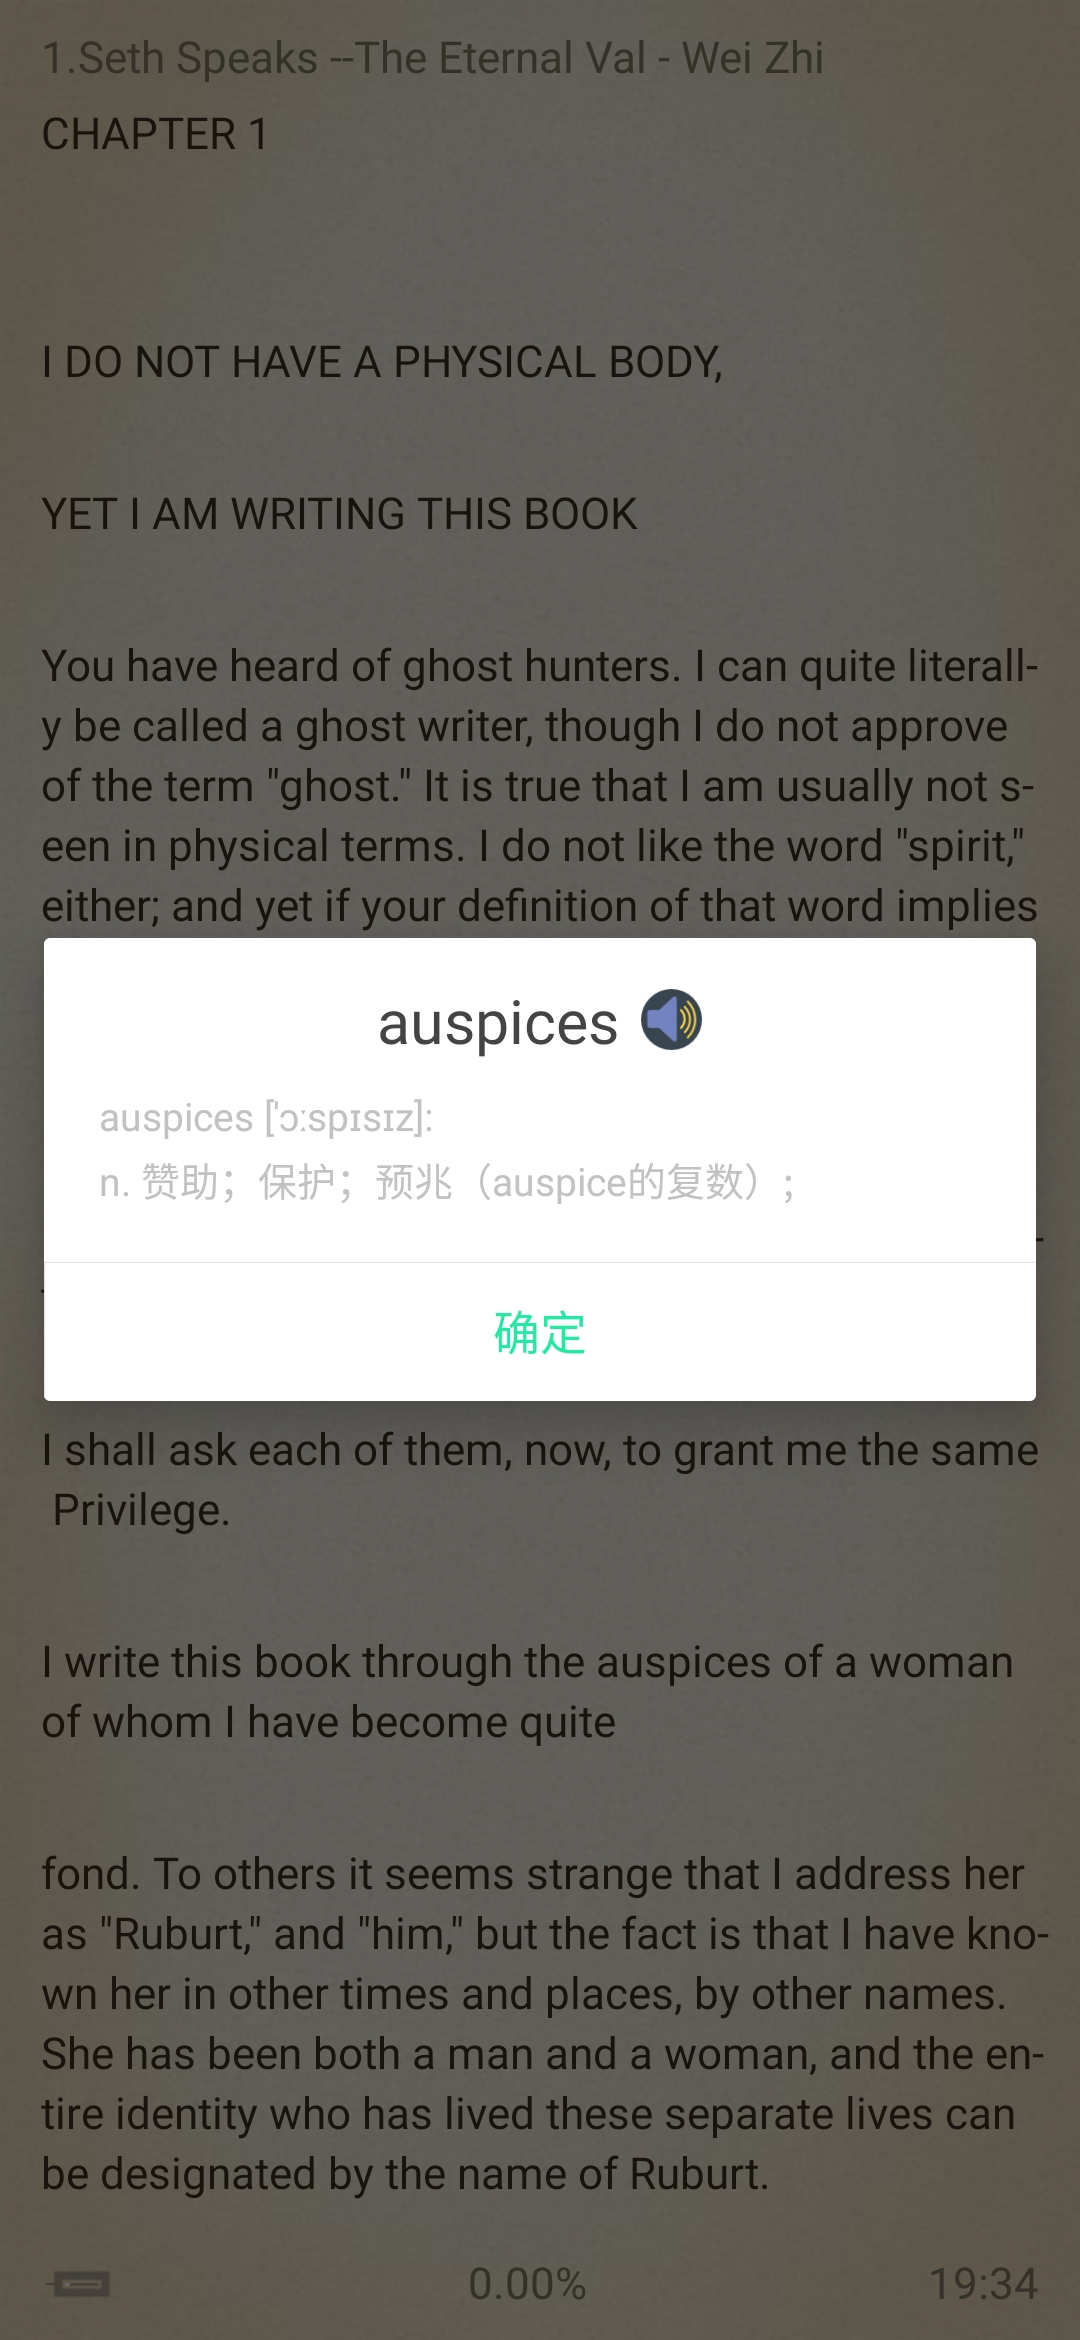 1.Seth Speaks --The Eternal Val - Wei Zhi
CHAPTER 1
I DO NOT HAVE A PHYSICAL BODY,
YET I AM WRITING THIS BOOK
You have heard of ghost hunters. I can quite literall-
y be called a ghost writer, though I do not approve
of the term "ghost." It is true that I am usually not s-
een in physical terms. I do not like the word "spirit,"
either; and yet if your definition of that word implies
auspices
auspices ['ɔːspɪsɪz]:
n. 赞助；保护；预兆（auspice的复数）；
确定
I shall ask each of them, now, to grant me the same
Privilege.
I write this book through the auspices of a woman
of whom I have become quite
fond. To others it seems strange that I address her
as "Ruburt," and "him," but the fact is that I have kno-
wn her in other times and places, by other names.
She has been both a man and a woman, and the en-
tire identity who has lived these separate lives can
be designated by the name of Ruburt.
0.00%
19:34